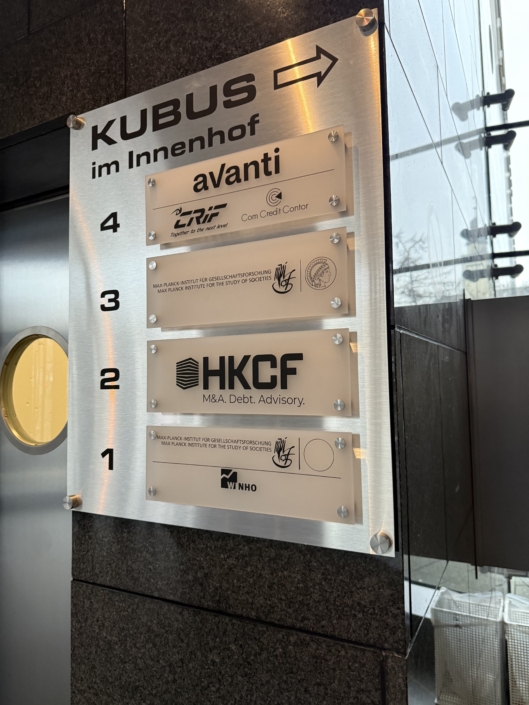 KUBUS
im Innenhof
4
avanti
CRIF
Together to the next level
Com Credit Contor
3
MAX-PLANCK-INSTITUT FÜR GESELLSCHAFTSFORSCHUNG
MAX PLANCK INSTITUTE FOR THE STUDY OF SOCIETIES
2
HKCF
M&A. Debt. Advisory.
1
MAX-PLANCK-INSTITUT FÜR GESELLSCHAFTSFORSCHUNG
MAX PLANCK INSTITUTE FOR THE STUDY OF SOCIETIES
WINHO